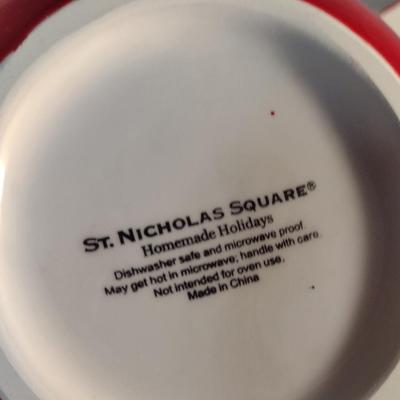 ST. NICHOLAS SQUARE®
Homemade Holidays
Dishwasher safe and microwave proof
May get hot in microwave; handle with care
Not intended for oven use.
Made in China